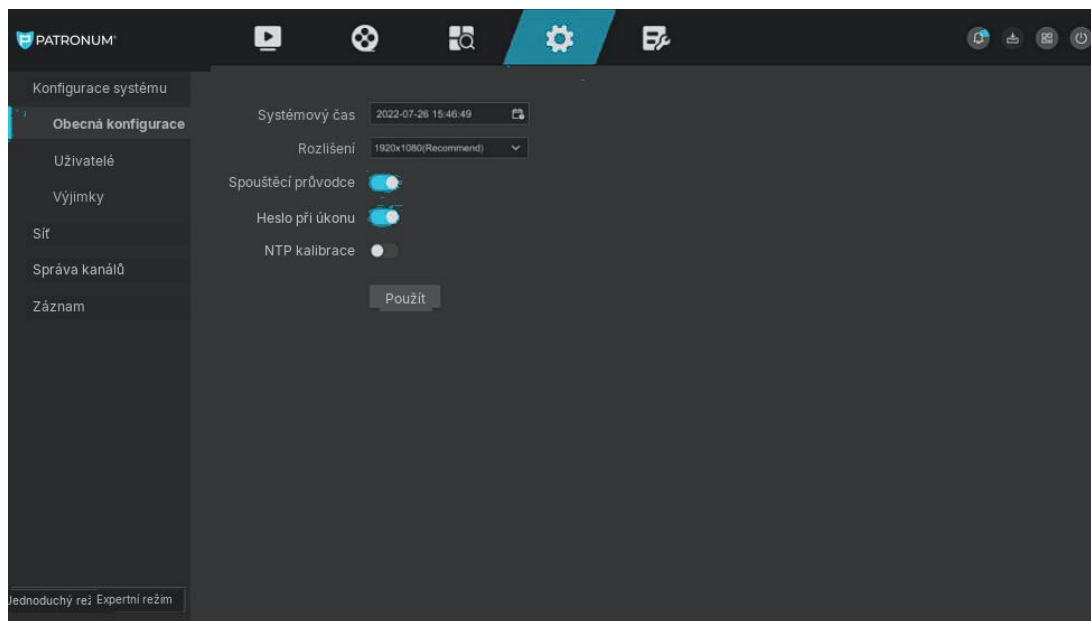 PATRONUM®
Konfigurace systému
Obecná konfigurace
Uživatelé
Výjimky
Síť
Správa kanálů
Záznam
Systémový čas 2022-07-26 15:46:49
Rozlišení 1920x1080(Recommend)
Spouštěcí průvodce
Heslo při úkonu
NTP kalibrace
Použít
Jednoduchý re
Expertní režim